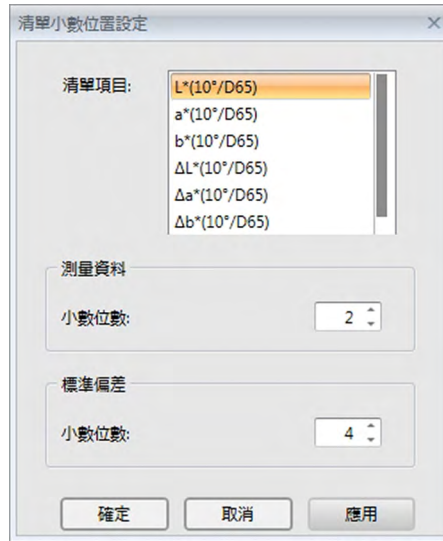 清單小數位置設定
清單項目:
L*(10°/D65)
a*(10°/D65)
b*(10°/D65)
ΔL*(10°/D65)
Δa*(10°/D65)
Δb*(10°/D65)
測量資料
小數位數: 2
標準偏差
小數位數: 4
確定 取消 應用